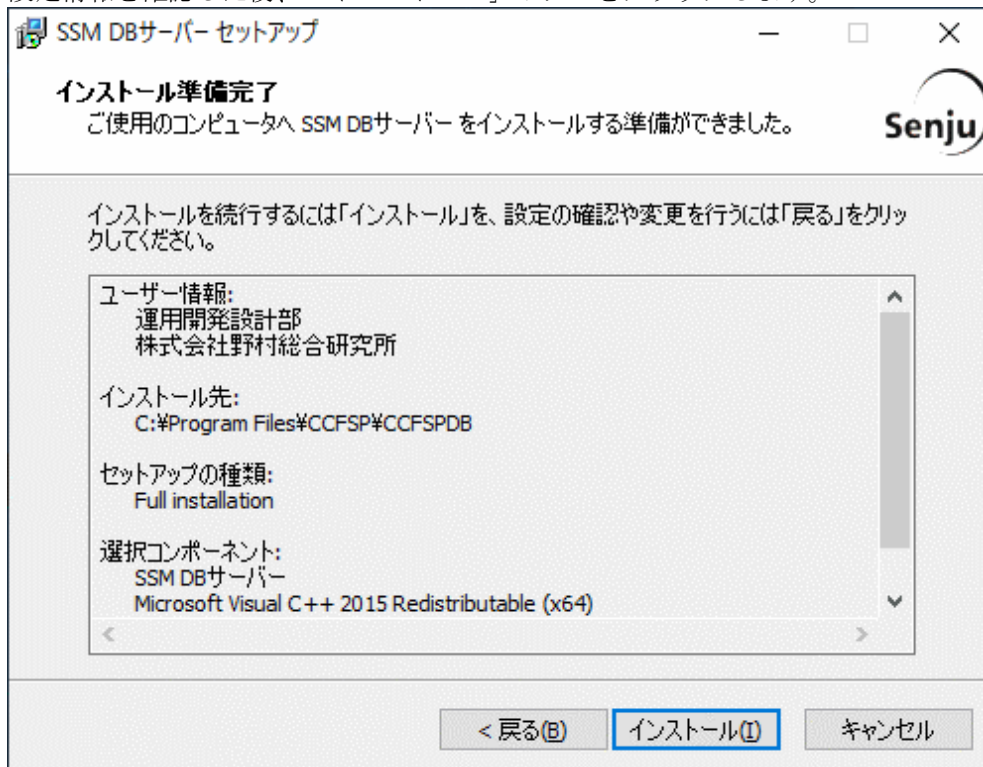 SSM DBサーバー セットアップ
インストール準備完了
ご使用のコンピュータへ SSM DBサーバー をインストールする準備ができました。
Senju
インストールを続行するには「インストール」を、設定の確認や変更を行うには「戻る」をクリッ
クしてください。
ユーザー情報:
運用開発設計部
株式会社野村総合研究所
インストール先:
C:¥Program Files¥CCFSP¥CCFSPDB
セットアップの種類:
Full installation
選択コンポーネント:
SSM DBサーバー
Microsoft Visual C++ 2015 Redistributable (x64)
< 戻る(B)
インストール(I)
キャンセル